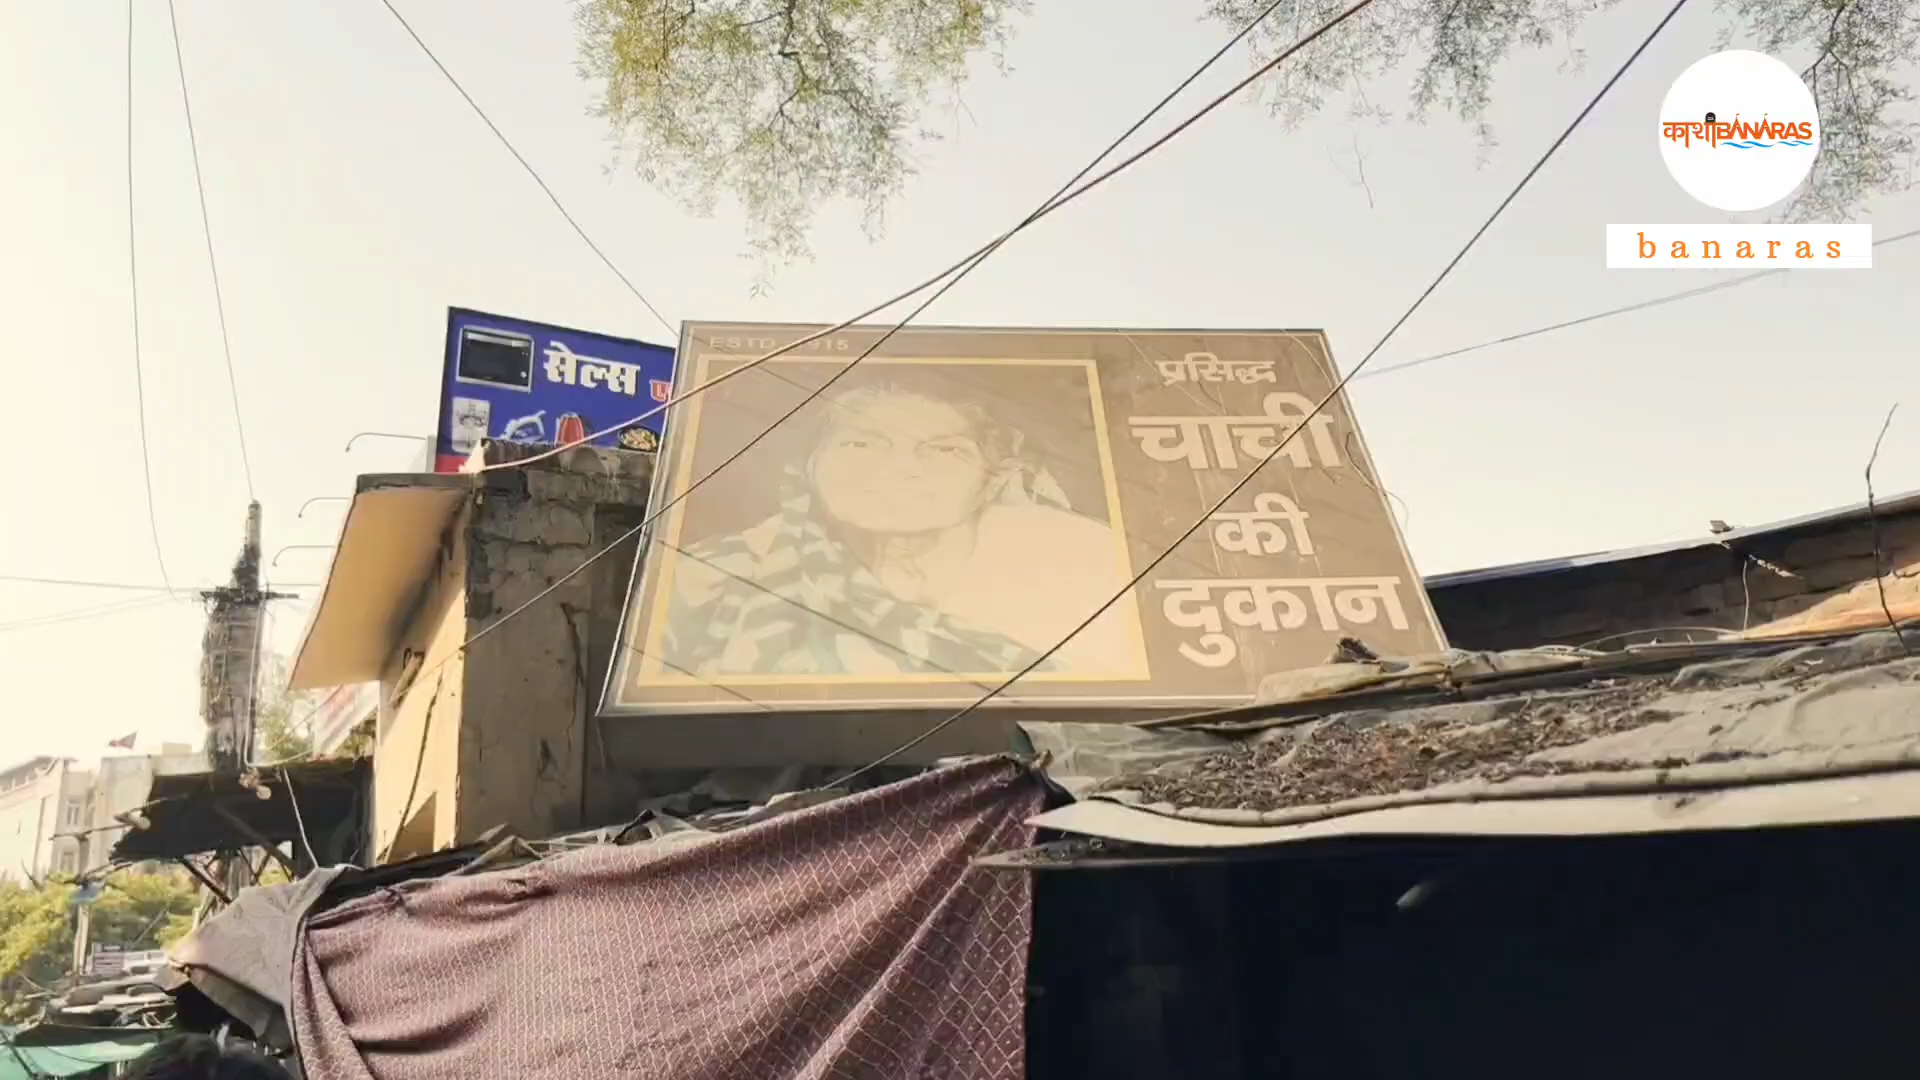 काशीBANARAS
banaras
सेल्स
ESTD. 1915
प्रसिद्ध
चाची
की
दुकान